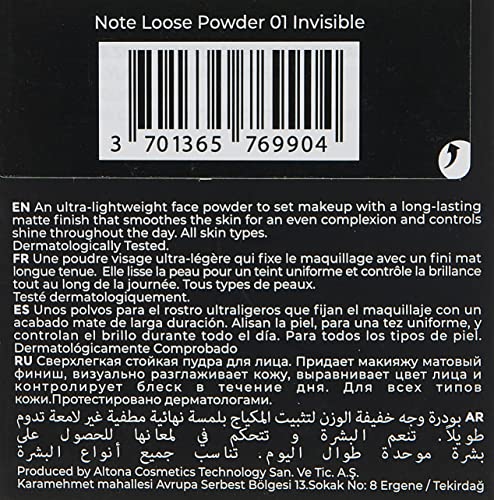 Note Loose Powder 01 Invisible
3 701365 769904
EN An ultra-lightweight face powder to set makeup with a long-lasting
matte finish that smoothes the skin for an even complexion and controls
shine throughout the day. All skin types.
Dermatologically Tested.
FR Une poudre visage ultra-légère qui fixe le maquillage avec un fini mat
longue tenue. Elle lisse la peau pour un teint uniforme et contrôle la brillance
tout au long de la journée. Tous types de peaux.
Testé dermatologiquement.
ES Unos polvos para el rostro ultraligeros que fijan el maquillaje con un
acabado mate de larga duración. Alisan la piel, para una tez uniforme, y
controlan el brillo durante todo el día. Para todos los tipos de piel.
Dermatológicamente Comprobado
RU Сверхлегкая стойкая пудра для лица. Придает макияжу матовый
финиш, визуально разглаживает кожу, выравнивает цвет лица и
контролирует блеск в течение дня. Для всех типов
кожи.Протестировано дерматологами.
AR بودرة وجه خفيفة الوزن لتثبيت المكياج بلمسة نهائية مطفية غير لامعة تدوم
طويلاً. تنعم البشرة و تتحكم في لمعانها للحصول على
بشرة موحدة طوال اليوم. تناسب جميع أنواع البشرة
Produced by Altona Cosmetics Technology San. Ve Tic. A.Ş.
Karamehmet mahallesi Avrupa Serbest Bölgesi 13.Sokak No: 8 Ergene / Tekirdağ